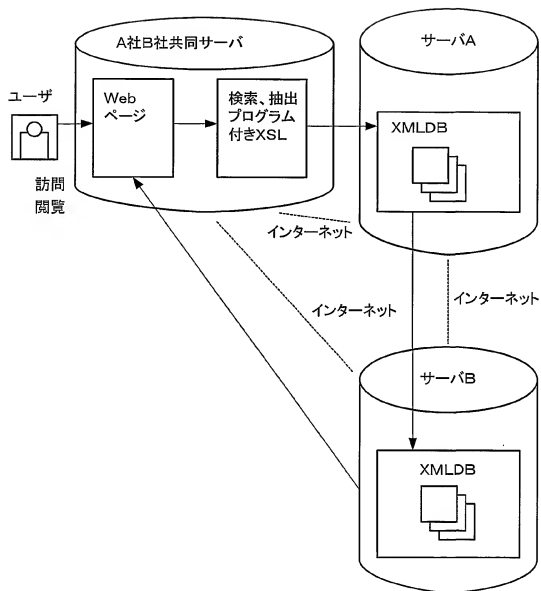 A社B社共同サーバ
サーバA
ユーザ
Web
ページ
検索、抽出
プログラム
付きXSL
XMLDB
訪問
閲覧
インターネット
インターネット
インターネット
サーバB
XMLDB